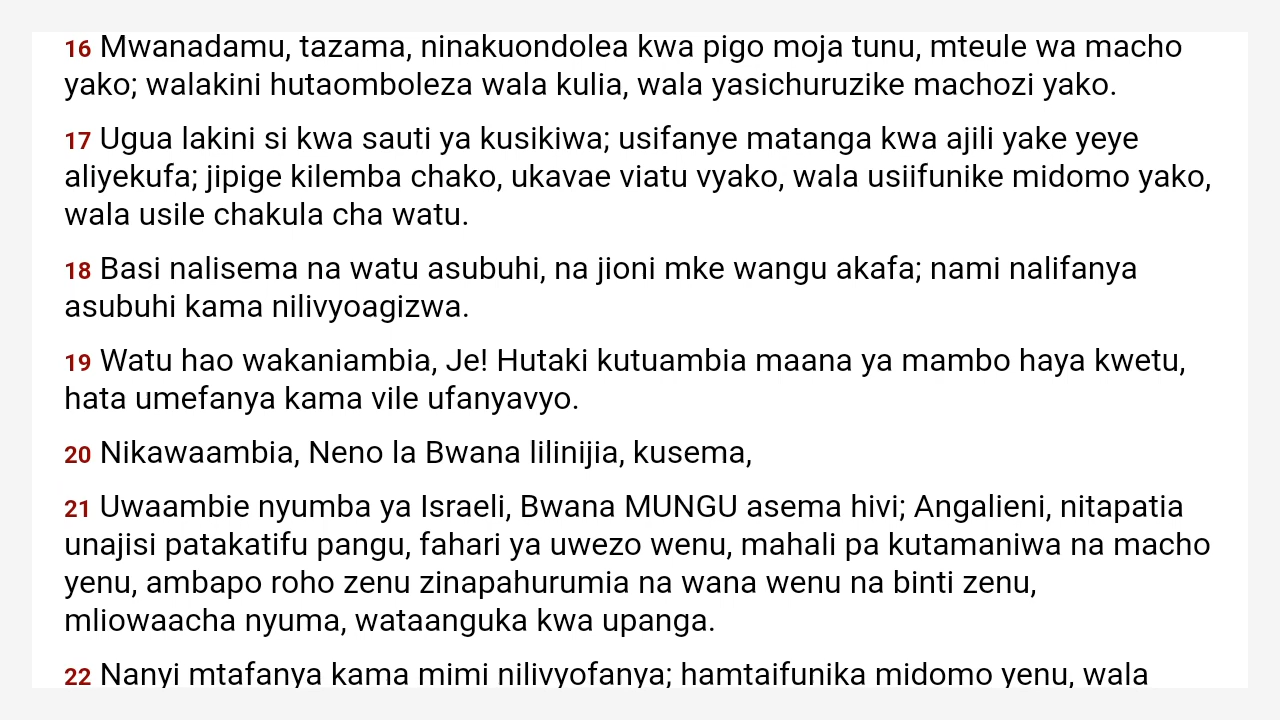 16 Mwanadamu, tazama, ninakuondolea kwa pigo moja tunu, mteule wa macho
yako; walakini hutaomboleza wala kulia, wala yasichuruzike machozi yako.
17 Ugua lakini si kwa sauti ya kusikiwa; usifanye matanga kwa ajili yake yeye
aliyekufa; jipige kilemba chako, ukavae viatu vyako, wala usiifunike midomo yako,
wala usile chakula cha watu.
18 Basi nalisema na watu asubuhi, na jioni mke wangu akafa; nami nalifanya
asubuhi kama nilivyoagizwa.
19 Watu hao wakaniambia, Je! Hutaki kutuambia maana ya mambo haya kwetu,
hata umefanya kama vile ufanyavyo.
20 Nikawaambia, Neno la Bwana lilinijia, kusema,
21 Uwaambie nyumba ya Israeli, Bwana MUNGU asema hivi; Angalieni, nitapatia
unajisi patakatifu pangu, fahari ya uwezo wenu, mahali pa kutamaniwa na macho
yenu, ambapo roho zenu zinapahurumia na wana wenu na binti zenu,
mliowaacha nyuma, wataanguka kwa upanga.
22 Nanyi mtafanya kama mimi nilivyofanya; hamtaifunika midomo yenu, wala